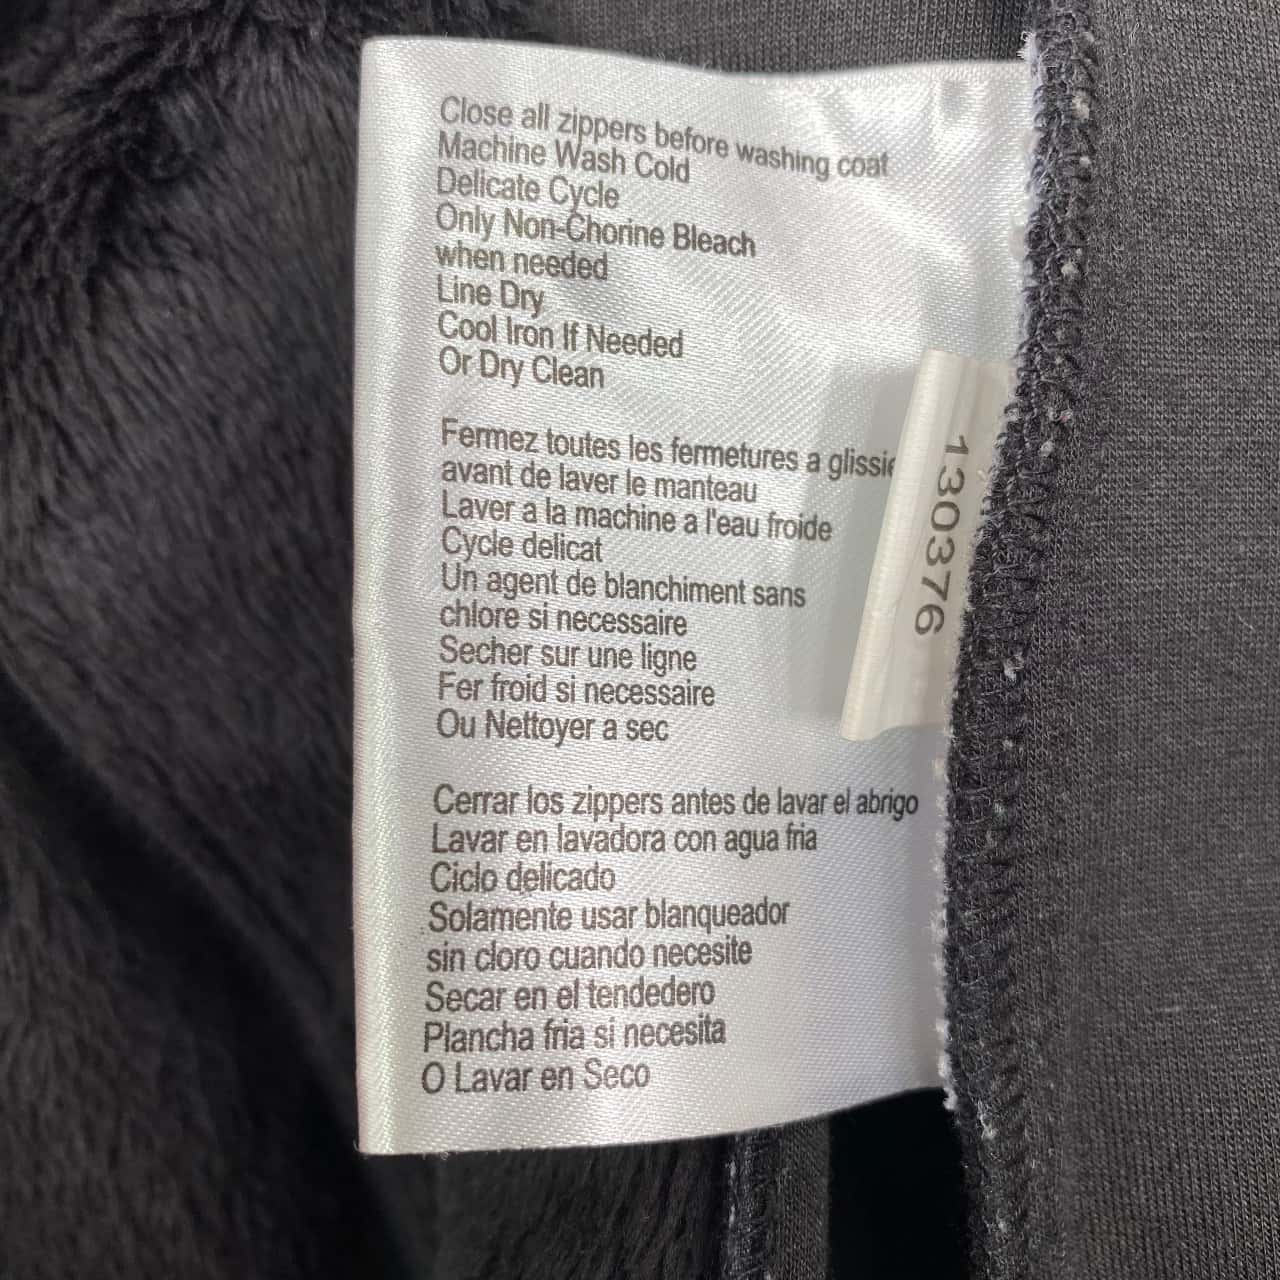 Close all zippers before washing coat
Machine Wash Cold
Delicate Cycle
Only Non-Chorine Bleach
when needed
Line Dry
Cool Iron If Needed
Or Dry Clean
Fermez toutes les fermetures a
avant de laver le manteau
Laver a la machine a l'eau froide
Cycle delicat
Un agent de blanchiment sans
chlore si necessaire
Secher sur une ligne
Fer froid si necessaire
Ou Nettoyer a sec
Cerrar los zippers antes de lavar el abrigo
Lavar en lavadora con agua fria
Ciclo delicado
Solamente usar blanqueador
sin cloro cuando necesite
Secar en el tendedero
Plancha fria si necesita
O Lavar en Seco
130376